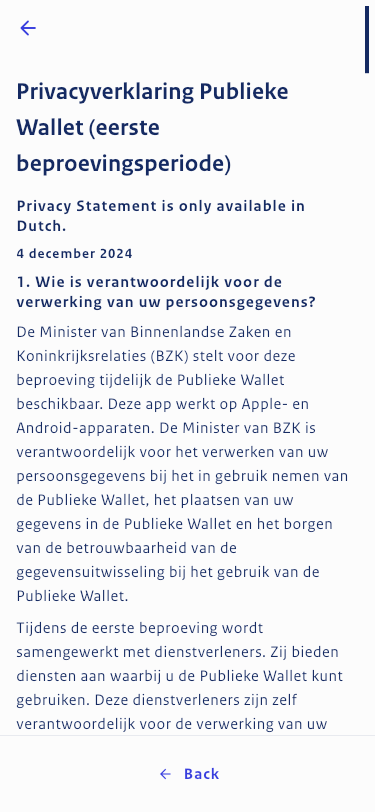 Privacyverklaring Publieke
Wallet (eerste
beproevingsperiode)
Privacy Statement is only available in
Dutch.
4 december 2024
1. Wie is verantwoordelijk voor de
verwerking van uw persoonsgegevens?
De Minister van Binnenlandse Zaken en
Koninkrijksrelaties (BZK) stelt voor deze
beproeving tijdelijk de Publieke Wallet
beschikbaar. Deze app werkt op Apple- en
Android-apparaten. De Minister van BZK is
verantwoordelijk voor het verwerken van uw
persoonsgegevens bij het in gebruik nemen van
de Publieke Wallet, het plaatsen van uw
gegevens in de Publieke Wallet en het borgen
van de betrouwbaarheid van de
gegevensuitwisseling bij het gebruik van de
Publieke Wallet.
Tijdens de eerste beproeving wordt
samengewerkt met dienstverleners. Zij bieden
diensten aan waarbij u de Publieke Wallet kunt
gebruiken. Deze dienstverleners zijn zelf
verantwoordelijk voor de verwerking van uw
Back